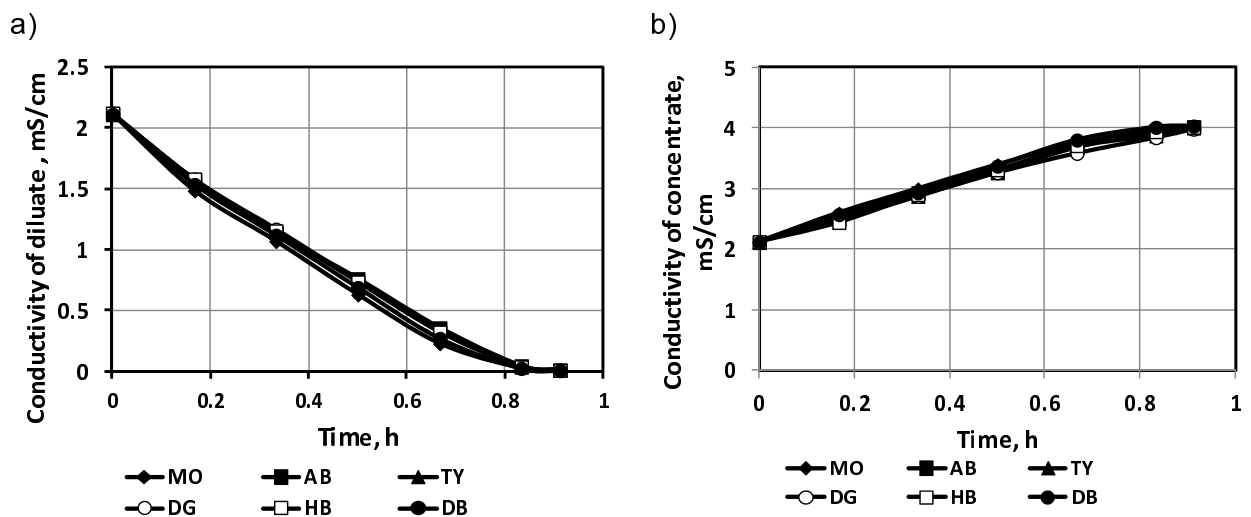 a)
Conductivity of diluate , mS/cm
2.5
2
1.5
1
0.5
0
0 0.2 0.4 0.6 0.8 1
Time, h
MO AB TY
DG HB DB
b)
Conductivity of concentrate,
mS/cm
5
4
3
2
1
0
0 0.2 0.4 0.6 0.8 1
Time, h
MO AB TY
DG HB DB